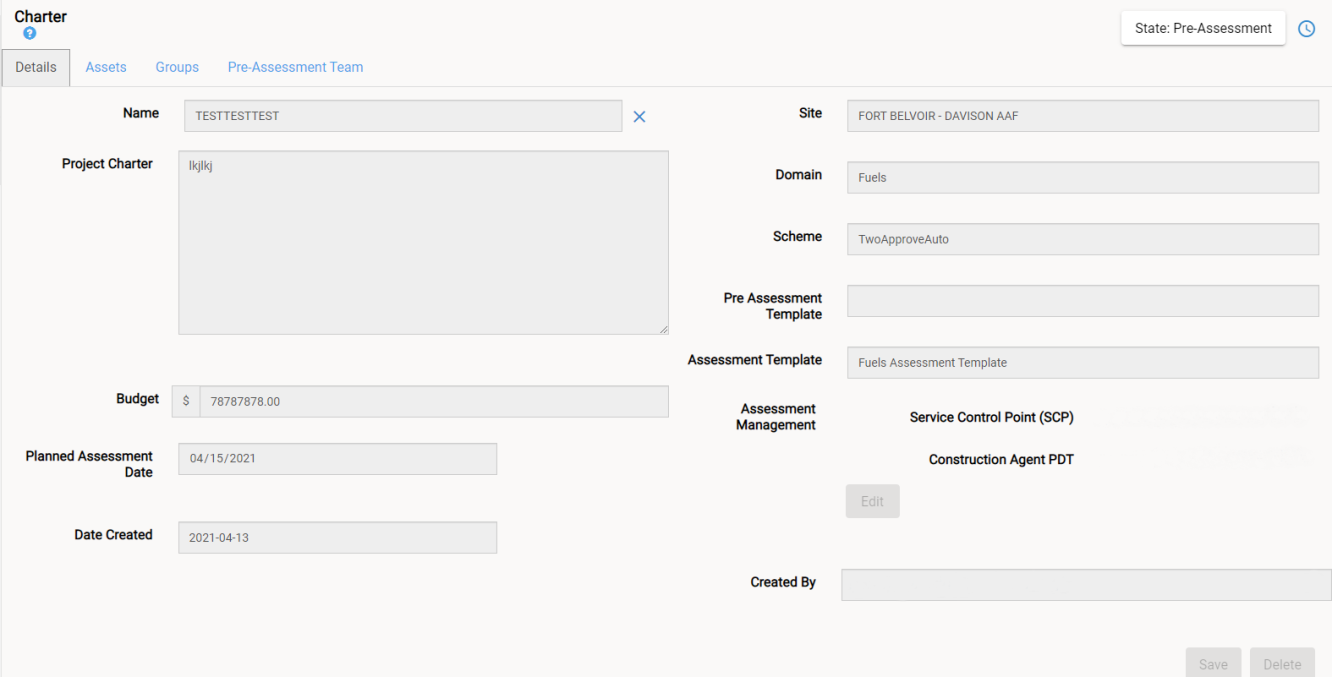 Charter
?
State: Pre-Assessment
Details
Assets
Groups
Pre-Assessment Team
Name
TESTTESTTEST
Project Charter
lkjlkj
Budget
$
78787878.00
Planned Assessment
Date
04/15/2021
Date Created
2021-04-13
Site
FORT BELVOIR - DAVISON AAF
Domain
Fuels
Scheme
TwoApproveAuto
Pre Assessment
Template
Assessment Template
Fuels Assessment Template
Assessment
Management
Service Control Point (SCP)
Construction Agent PDT
Edit
Created By
Save
Delete